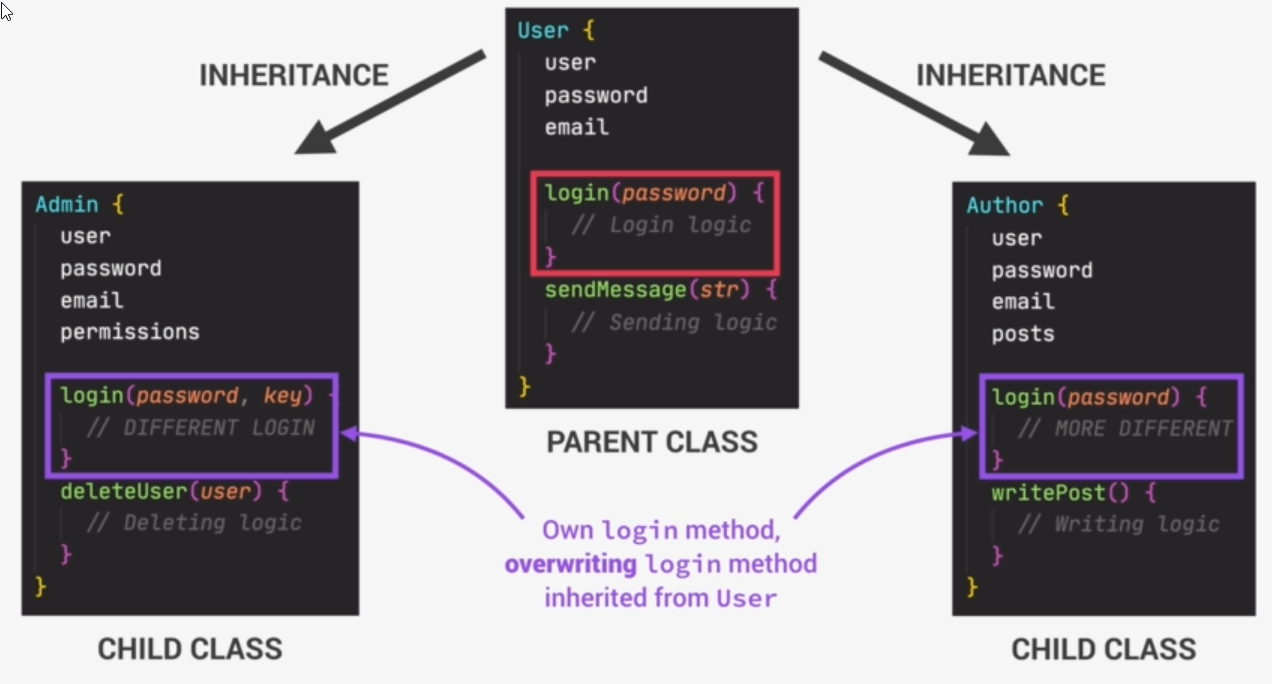 INHERITANCE
User {
user
password
email
login(password) {
// Login logic
}
sendMessage(str) {
// Sending logic
}
}
PARENT CLASS
INHERITANCE
Admin {
user
password
email
permissions
login(password, key) {
// DIFFERENT LOGIN
}
deleteUser(user) {
// Deleting logic
}
}
CHILD CLASS
Own login method,
overwriting login method
inherited from User
Author {
user
password
email
posts
login(password) {
// MORE DIFFERENT
}
writePost() {
// Writing logic
}
}
CHILD CLASS